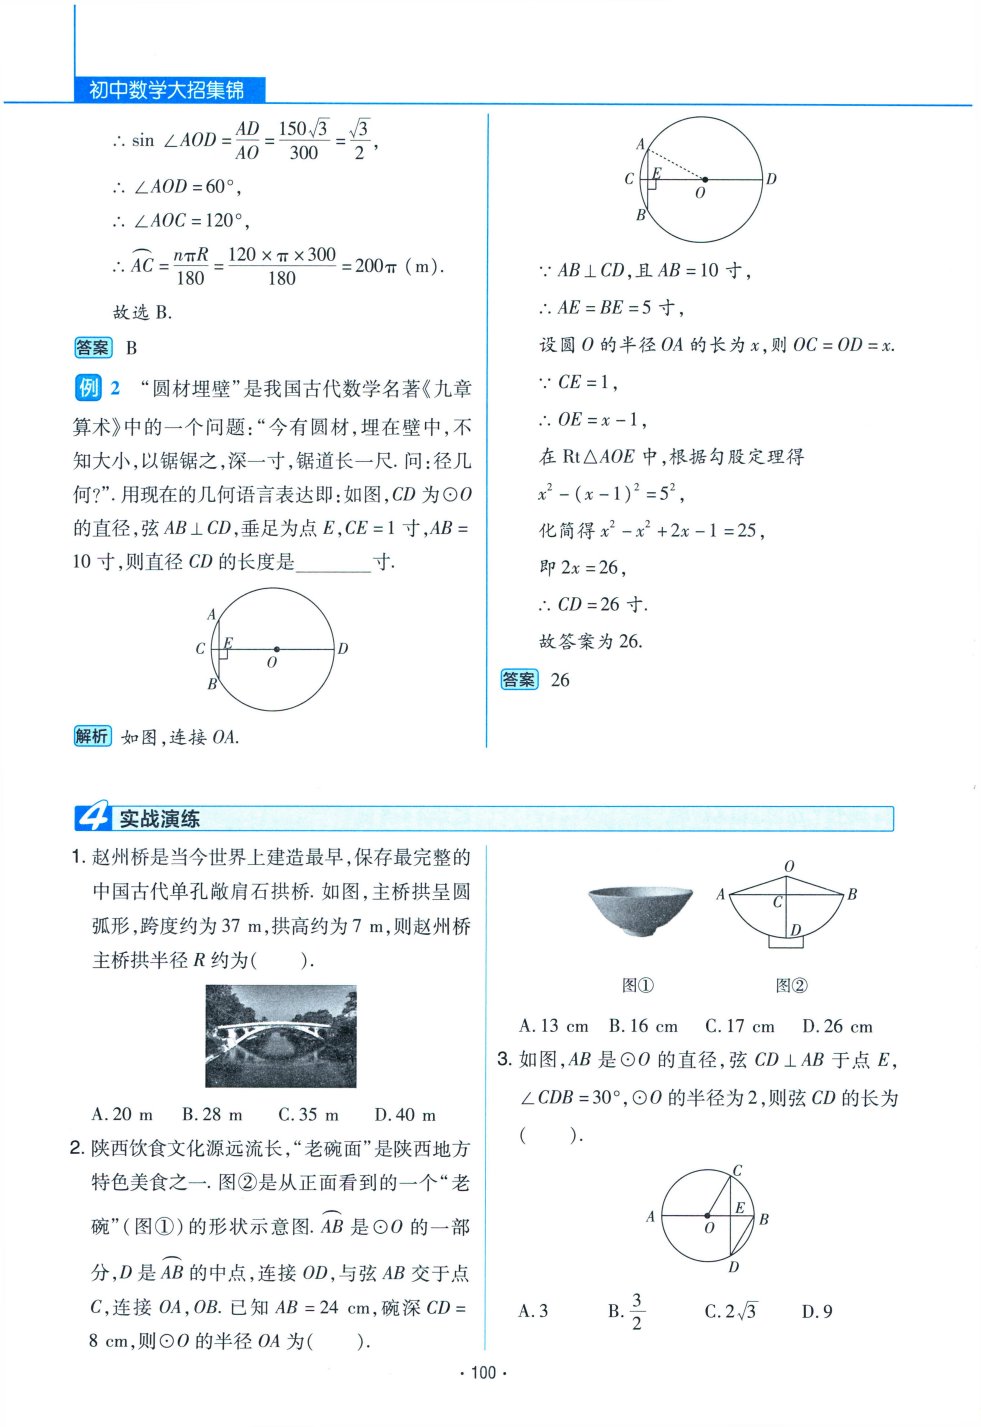 初中数学大招集锦
∴ sin ∠AOD = AD/AO = 150√3/300 = √3/2,
∴ ∠AOD = 60°,
∴ ∠AOC = 120°,
∴ ⌒AC = nπR/180 = 120×π×300/180 = 200π (m).
故选 B.
答案 B
例 2 “圆材埋壁”是我国古代数学名著《九章
算术》中的一个问题:“今有圆材,埋在壁中,不
知大小,以锯锯之,深一寸,锯道长一尺. 问:径几
何?”. 用现在的几何语言表达即:如图,CD 为⊙O
的直径,弦 AB⊥CD,垂足为点 E,CE = 1 寸,AB =
10 寸,则直径 CD 的长度是________寸.
A
C E D
O
B
解析 如图,连接 OA.
A
C E D
O
B
∵ AB⊥CD,且 AB = 10 寸,
∴ AE = BE = 5 寸,
设圆 O 的半径 OA 的长为 x,则 OC = OD = x.
∵ CE = 1,
∴ OE = x - 1,
在 Rt△AOE 中,根据勾股定理得
x² - (x - 1)² = 5²,
化简得 x² - x² + 2x - 1 = 25,
即 2x = 26,
∴ CD = 26 寸.
故答案为 26.
答案 26
4 实战演练
1. 赵州桥是当今世界上建造最早,保存最完整的
中国古代单孔敞肩石拱桥. 如图,主桥拱呈圆
弧形,跨度约为 37 m,拱高约为 7 m,则赵州桥
主桥拱半径 R 约为( ).
A. 20 m B. 28 m C. 35 m D. 40 m
2. 陕西饮食文化源远流长,“老碗面”是陕西地方
特色美食之一. 图②是从正面看到的一个“老
碗”(图①)的形状示意图. ⌒AB 是⊙O 的一部
分,D 是 ⌒AB 的中点,连接 OD,与弦 AB 交于点
C,连接 OA,OB. 已知 AB = 24 cm,碗深 CD =
8 cm,则⊙O 的半径 OA 为( ).
O
A C B
D
图① 图②
A. 13 cm B. 16 cm C. 17 cm D. 26 cm
3. 如图,AB 是⊙O 的直径,弦 CD⊥AB 于点 E,
∠CDB = 30°,⊙O 的半径为 2,则弦 CD 的长为
( ).
C
A O E B
D
A. 3 B. 3/2 C. 2√3 D. 9
· 100 ·